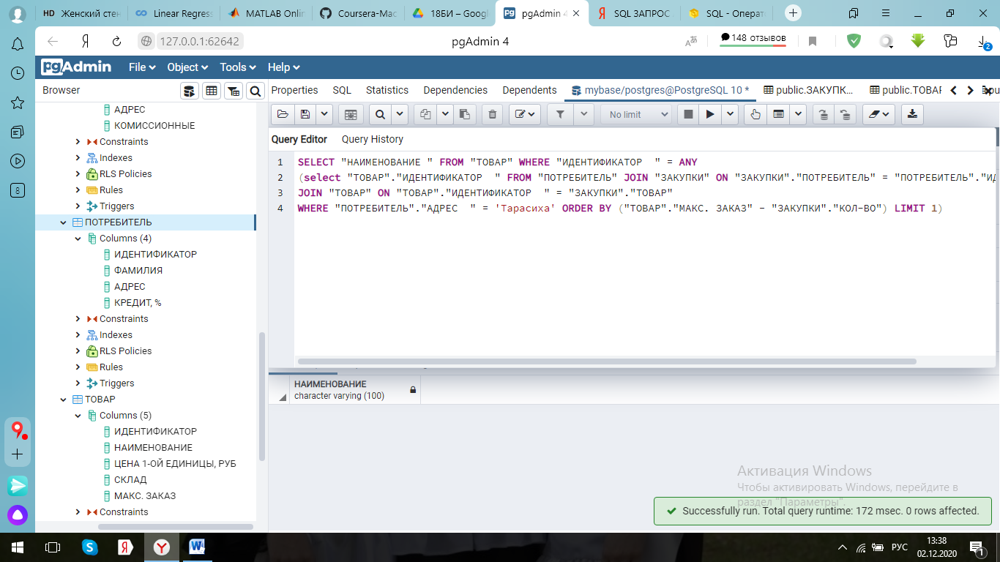 HD Женский стен
Linear Regres
MATLAB Onlin
Coursera-Mac
18БИ – Googl
pgAdmin 4
SQL ЗАПРОС
SQL - Операт
127.0.0.1:62642
pgAdmin 4
148 отзывов
2
pgAdmin
File
Object
Tools
Help
Browser
Properties
SQL
Statistics
Dependencies
Dependents
mybase/postgres@PostgreSQL 10 *
public.ЗАКУПК...
public.ТОВАР
No limit
АДРЕС
КОМИССИОННЫЕ
Constraints
Indexes
RLS Policies
Rules
Triggers
ПОТРЕБИТЕЛЬ
Columns (4)
ИДЕНТИФИКАТОР
ФАМИЛИЯ
АДРЕС
КРЕДИТ, %
Constraints
Indexes
RLS Policies
Rules
Triggers
ТОВАР
Columns (5)
ИДЕНТИФИКАТОР
НАИМЕНОВАНИЕ
ЦЕНА 1-ОЙ ЕДИНИЦЫ, РУБ
СКЛАД
МАКС. ЗАКАЗ
Constraints
8
Query Editor
Query History
1 SELECT "НАИМЕНОВАНИЕ " FROM "ТОВАР" WHERE "ИДЕНТИФИКАТОР  " = ANY
2 (select "ТОВАР"."ИДЕНТИФИКАТОР  " FROM "ПОТРЕБИТЕЛЬ" JOIN "ЗАКУПКИ" ON "ЗАКУПКИ"."ПОТРЕБИТЕЛЬ" = "ПОТРЕБИТЕЛЬ"."ИД
3 JOIN "ТОВАР" ON "ТОВАР"."ИДЕНТИФИКАТОР  " = "ЗАКУПКИ"."ТОВАР"
4 WHERE "ПОТРЕБИТЕЛЬ"."АДРЕС  " = 'Тарасиха' ORDER BY ("ТОВАР"."МАКС. ЗАКАЗ" - "ЗАКУПКИ"."КОЛ-ВО") LIMIT 1)
НАИМЕНОВАНИЕ
character varying (100)
Активация Windows
Чтобы активировать Windows, перейдите в
раздел "Параметры".
Successfully run. Total query runtime: 172 msec. 0 rows affected.
РУС
13:38
02.12.2020
1